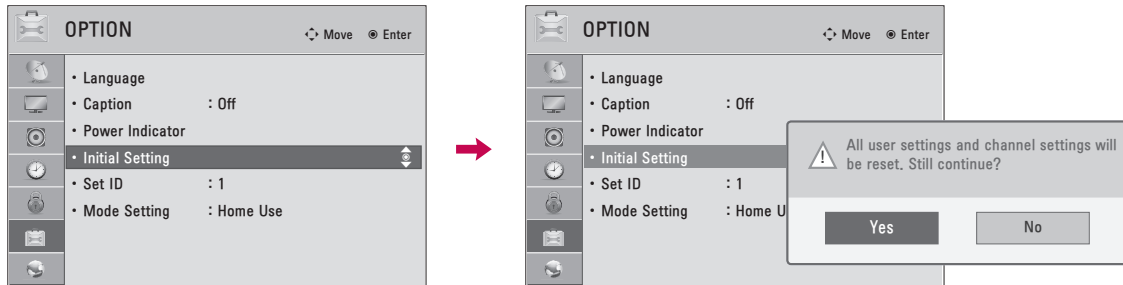 OPTION
Move Enter
• Language
• Caption : Off
• Power Indicator
• Initial Setting
• Set ID : 1
• Mode Setting : Home Use
OPTION
Move Enter
• Language
• Caption : Off
• Power Indicator
• Initial Setting
• Set ID : 1
• Mode Setting : Home U
All user settings and channel settings will
be reset. Still continue?
Yes No